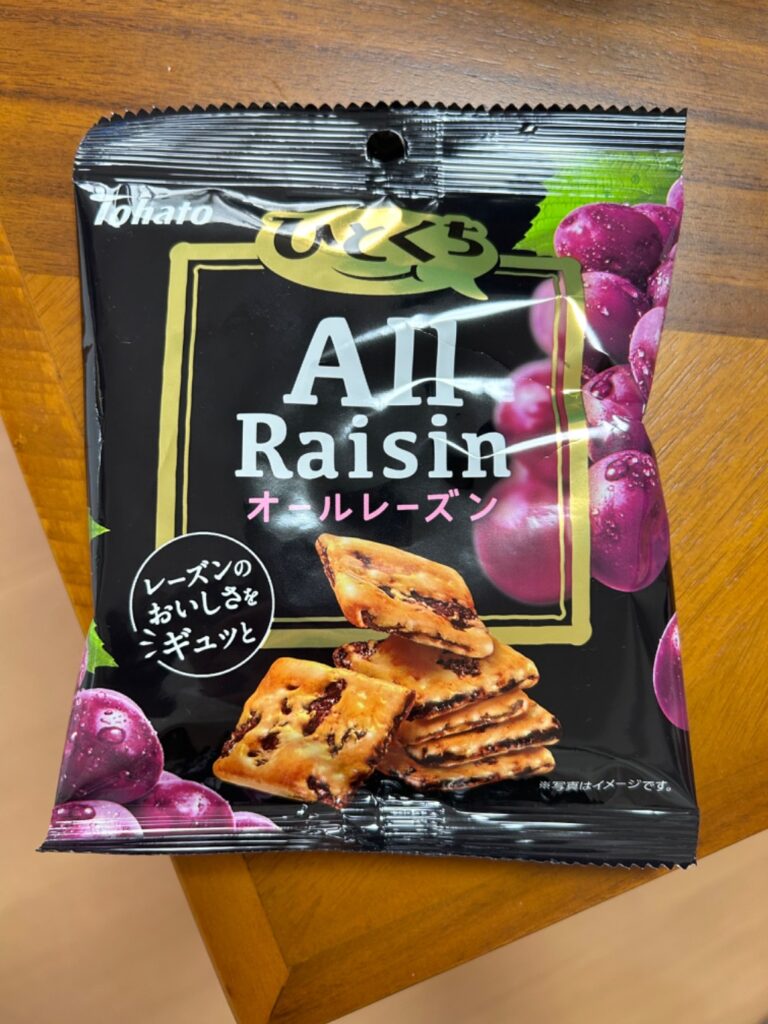 Tohato
ひとくち
All
Raisin
オールレーズン
レーズンの
おいしさを
ギュッと
※写真はイメージです。